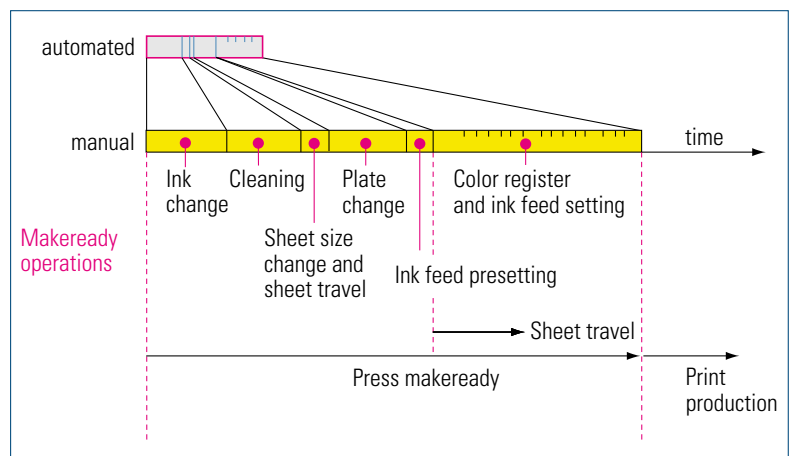 automated
manual
time
Ink
change
Cleaning
Sheet size
change and
sheet travel
Plate
change
Ink feed presetting
Color register
and ink feed setting
Makeready
operations
Sheet travel
Press makeready
Print
production